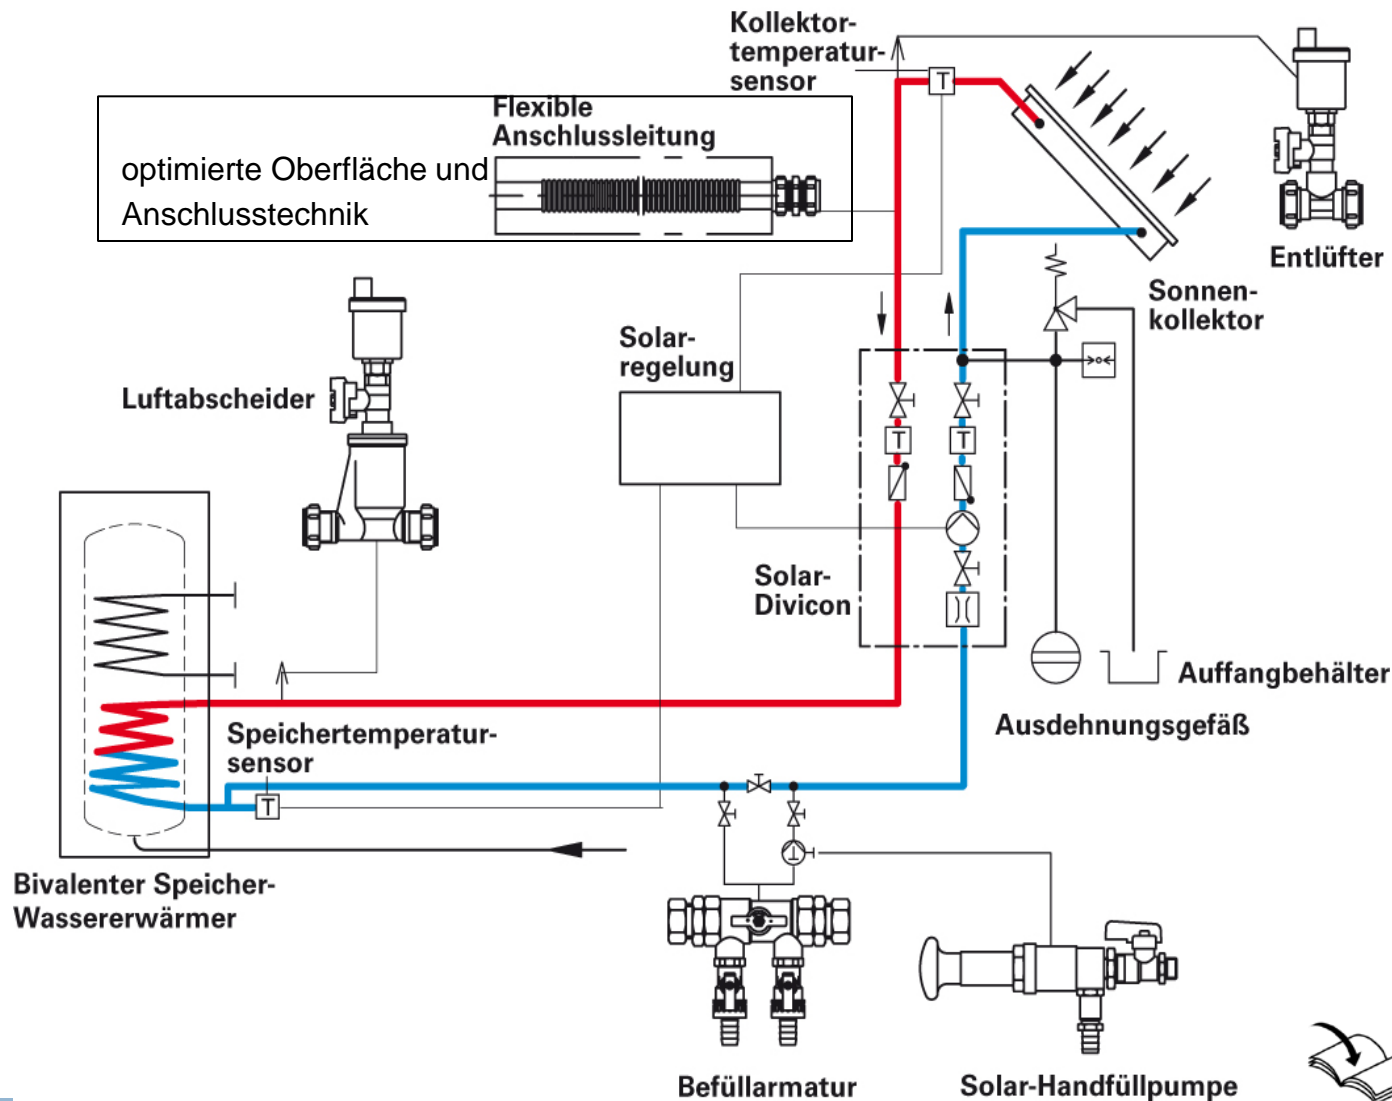 Kollektor-
temperatur-
sensor
T
Flexible
Anschlussleitung
optimierte Oberfläche und
Anschlusstechnik
Entlüfter
Sonnen-
kollektor
Solar-
regelung
Luftabscheider
T
T
Solar-
Divicon
Auffangbehälter
Ausdehnungsgefäß
Speichertemperatur-
sensor
T
Bivalenter Speicher-
Wassererwärmer
Befüllarmatur
Solar-Handfüllpumpe